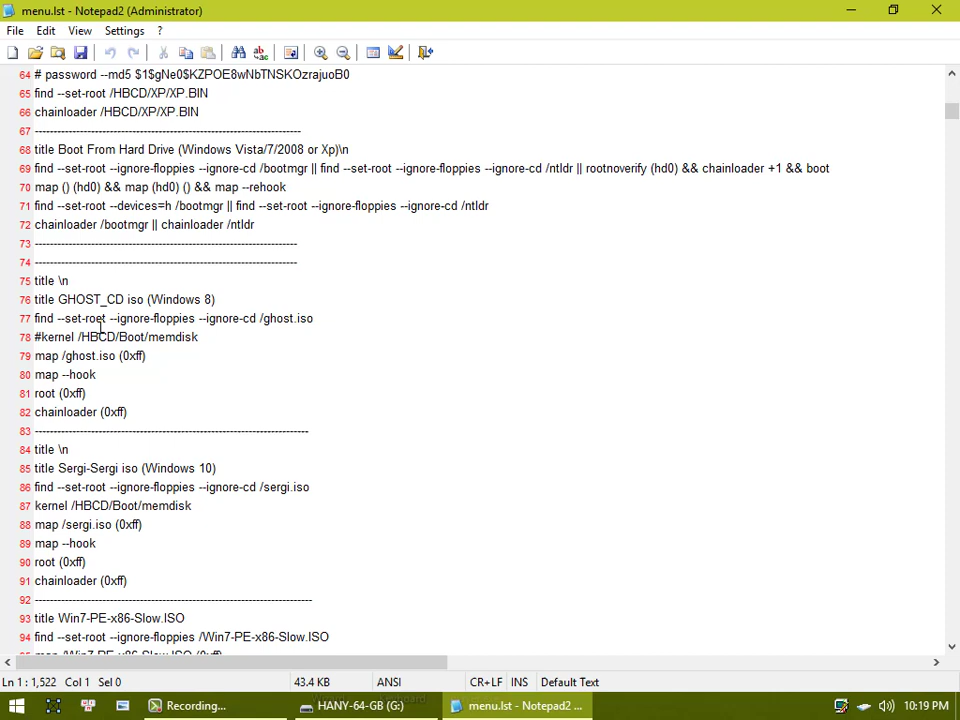 menu.lst - Notepad2 (Administrator)
File Edit View Settings ?
64 # password --md5 $1$gNe0$KZPOE8wNbTNSKOzrajuoB0
65 find --set-root /HBCD/XP/XP.BIN
66 chainloader /HBCD/XP/XP.BIN
67 -----------------------------------------------------------------------
68 title Boot From Hard Drive (Windows Vista/7/2008 or Xp)\n
69 find --set-root --ignore-floppies --ignore-cd /bootmgr || find --set-root --ignore-floppies --ignore-cd /ntldr || rootnoverify (hd0) && chainloader +1 && boot
70 map () (hd0) && map (hd0) () && map --rehook
71 find --set-root --devices=h /bootmgr || find --set-root --ignore-floppies --ignore-cd /ntldr
72 chainloader /bootmgr || chainloader /ntldr
73 ----------------------------------------------------------------------
74 ----------------------------------------------------------------------
75 title \n
76 title GHOST_CD iso (Windows 8)
77 find --set-root --ignore-floppies --ignore-cd /ghost.iso
78 #kernel /HBCD/Boot/memdisk
79 map /ghost.iso (0xff)
80 map --hook
81 root (0xff)
82 chainloader (0xff)
83 -------------------------------------------------------------------------
84 title \n
85 title Sergi-Sergi iso (Windows 10)
86 find --set-root --ignore-floppies --ignore-cd /sergi.iso
87 kernel /HBCD/Boot/memdisk
88 map /sergi.iso (0xff)
89 map --hook
90 root (0xff)
91 chainloader (0xff)
92 --------------------------------------------------------------------------
93 title Win7-PE-x86-Slow.ISO
94 find --set-root --ignore-floppies /Win7-PE-x86-Slow.ISO
map /Win7-PE-x86-Slow.ISO (0xff)
Ln 1 : 1,522 Col 1 Sel 0 43.4 KB ANSI CR+LF INS Default Text
Recording... HANY-64-GB (G:) menu.lst - Notepad2 ... 10:19 PM